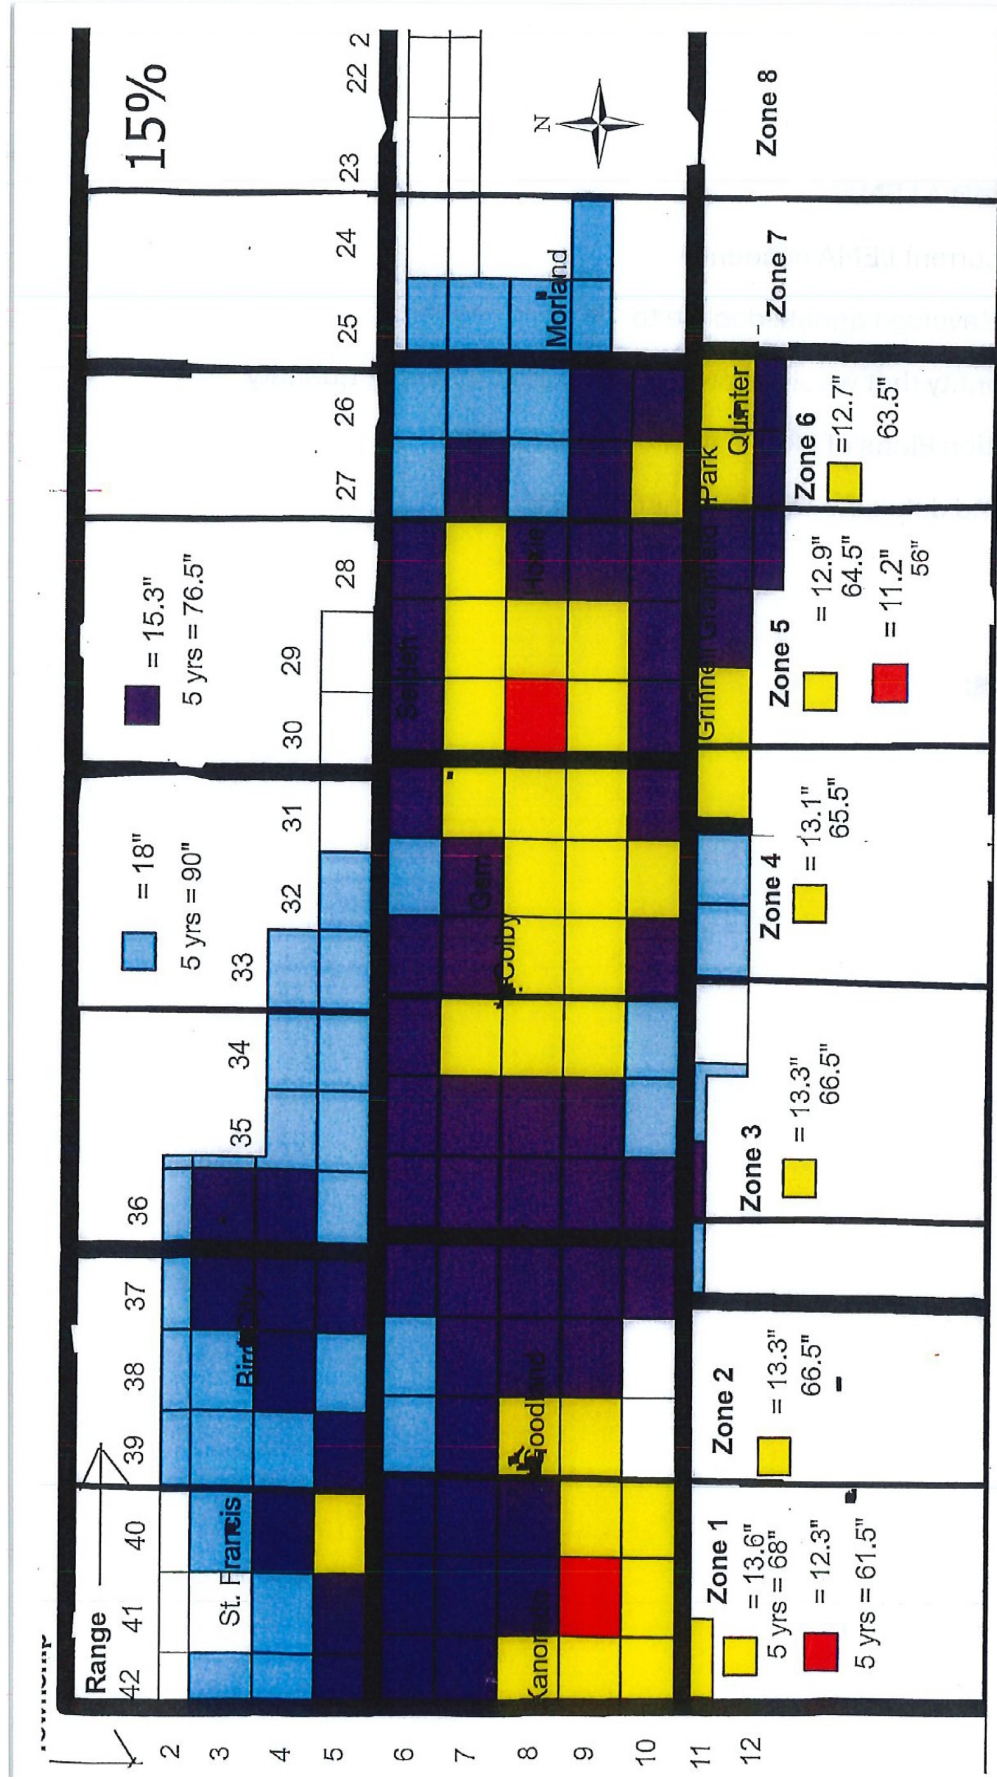 15%
= 18"
5 yrs = 90"
= 15.3"
5 yrs = 76.5"
Range
42 41 40 39 38 37 36 35 34 33 32 31 30 29 28 27 26 25 24 23 22 2
2
3
4
5
6
7
8
9
10
11
12
St. Francis
Gem
Colby
Morland
N
Quinter
Park
Grinnell
Zone 1
= 13.6"
5 yrs = 68"
= 12.3"
5 yrs = 61.5"
Zone 2
= 13.3"
66.5"
Zone 3
= 13.3"
66.5"
Zone 4
= 13.1"
65.5"
Zone 5
= 12.9"
64.5"
= 11.2"
56"
Zone 6
=12.7"
63.5"
Zone 7
Zone 8